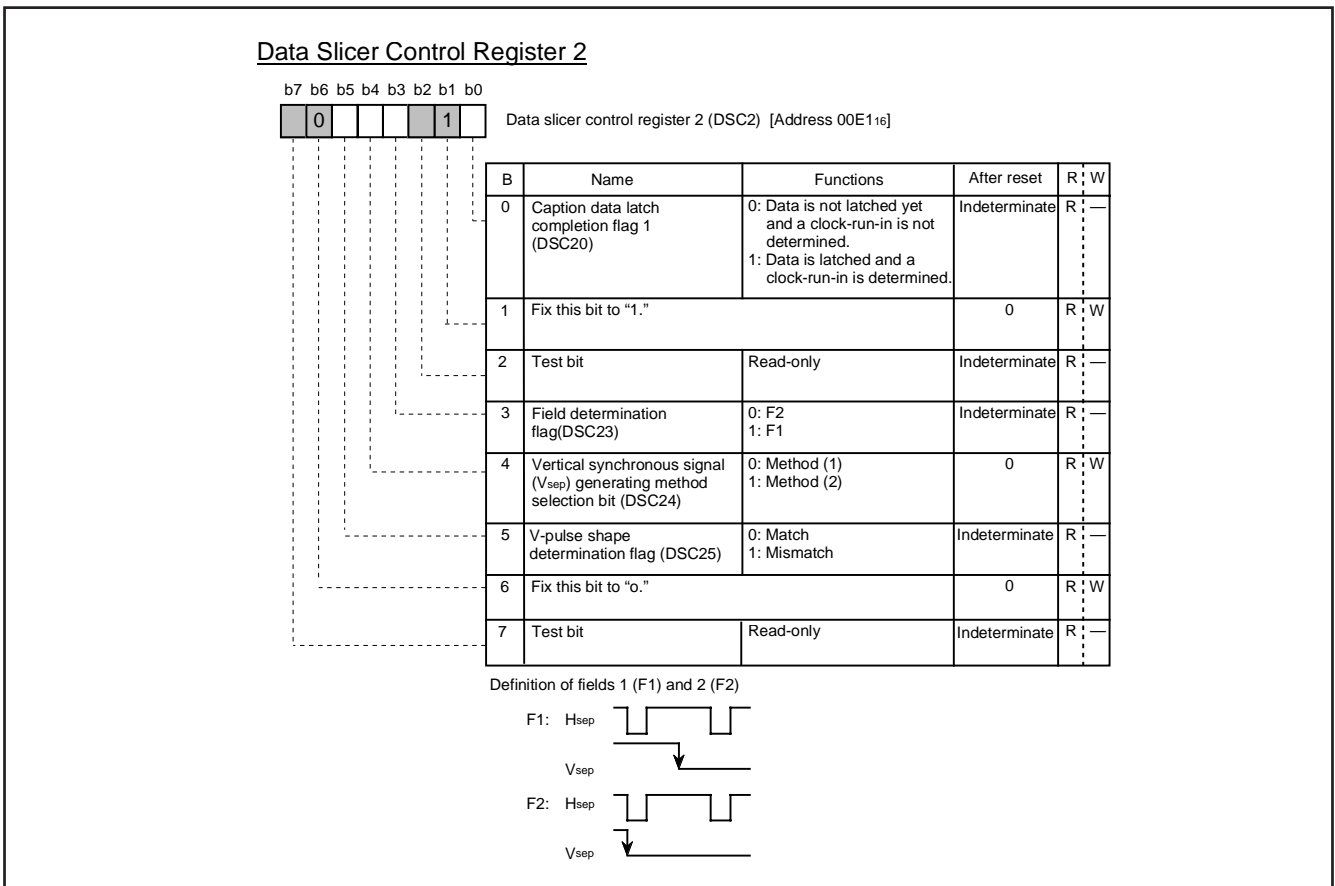 Data Slicer Control Register 2
b7 b6 b5 b4 b3 b2 b1 b0
0 1 Data slicer control register 2 (DSC2) [Address 00E116]
B Name Functions After reset R W
0 Caption data latch completion flag 1 (DSC20) 0: Data is not latched yet and a clock-run-in is not determined. 1: Data is latched and a clock-run-in is determined. Indeterminate R —
1 Fix this bit to “1.” 0 R W
2 Test bit Read-only Indeterminate R —
3 Field determination flag(DSC23) 0: F2 1: F1 Indeterminate R —
4 Vertical synchronous signal (Vsep) generating method selection bit (DSC24) 0: Method (1) 1: Method (2) 0 R W
5 V-pulse shape determination flag (DSC25) 0: Match 1: Mismatch Indeterminate R —
6 Fix this bit to “o.” 0 R W
7 Test bit Read-only Indeterminate R —
Definition of fields 1 (F1) and 2 (F2)
F1: Hsep
Vsep
F2: Hsep
Vsep